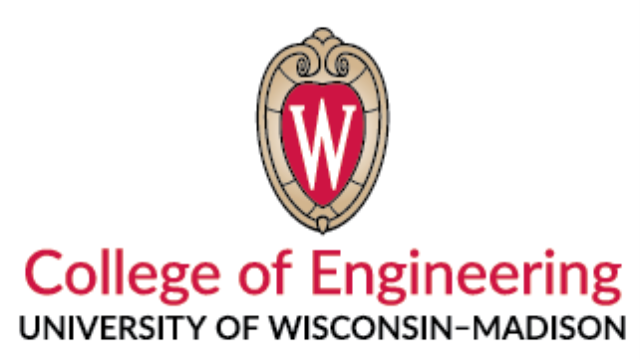 W
College of Engineering
UNIVERSITY OF WISCONSIN–MADISON